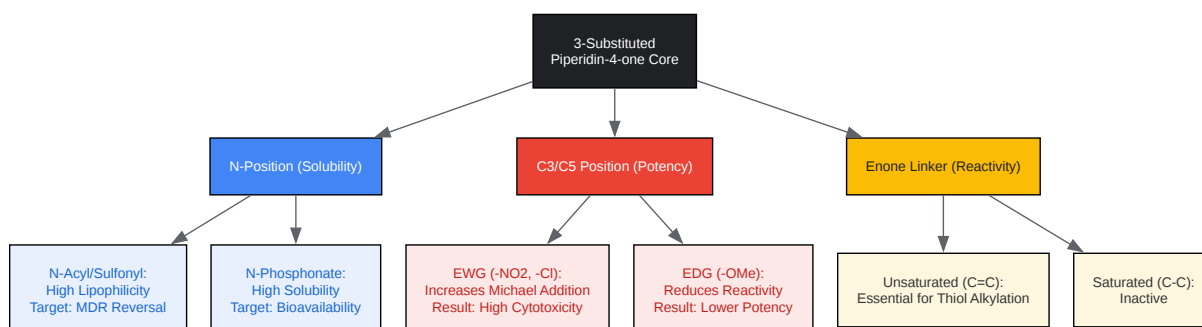 3-Substituted
Piperidin-4-one Core
N-Position (Solubility)
C3/C5 Position (Potency)
Enone Linker (Reactivity)
N-Acyl/Sulfonyl:
High Lipophilicity
Target: MDR Reversal
N-Phosphonate:
High Solubility
Target: Bioavailability
EWG (-NO2, -Cl):
Increases Michael Addition
Result: High Cytotoxicity
EDG (-OMe):
Reduces Reactivity
Result: Lower Potency
Unsaturated (C=C):
Essential for Thiol Alkylation
Saturated (C-C):
Inactive